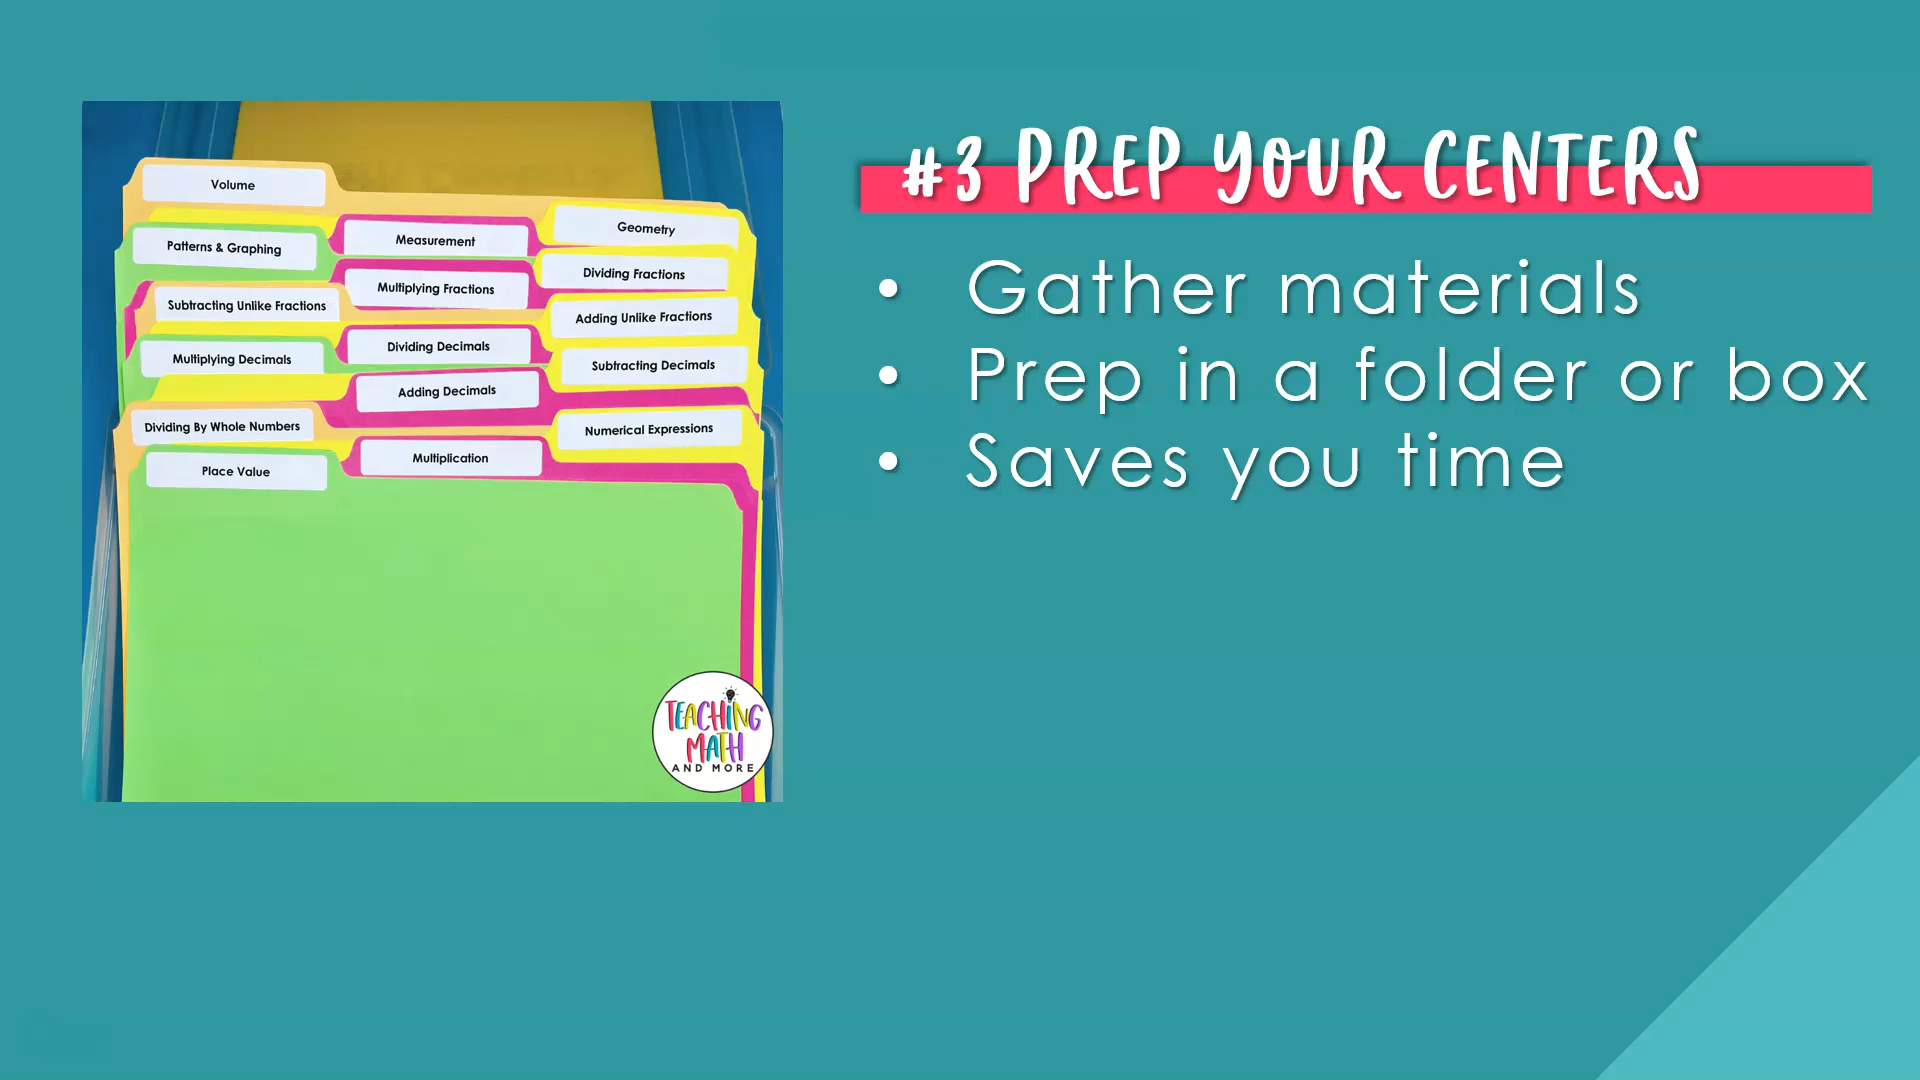 Volume
Geometry
Measurement
Patterns & Graphing
Dividing Fractions
Multiplying Fractions
Subtracting Unlike Fractions
Adding Unlike Fractions
Dividing Decimals
Multiplying Decimals
Subtracting Decimals
Adding Decimals
Dividing By Whole Numbers
Numerical Expressions
Multiplication
Place Value
TEACHING
MATH
AND MORE
#3 PREP YOUR CENTERS
• Gather materials
• Prep in a folder or box
• Saves you time